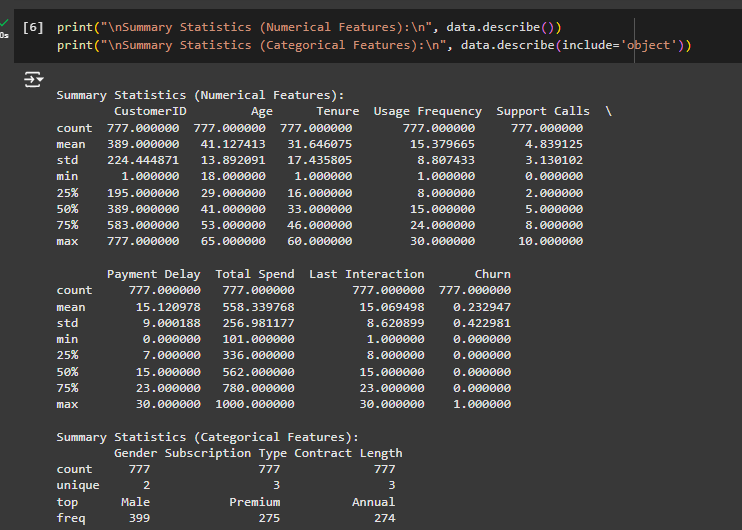 [6] print("\nSummary Statistics (Numerical Features):\n", data.describe())
print("\nSummary Statistics (Categorical Features):\n", data.describe(include='object'))
0s
Summary Statistics (Numerical Features):
CustomerID Age Tenure Usage Frequency Support Calls \
count 777.000000 777.000000 777.000000 777.000000 777.000000
mean 389.000000 41.127413 31.646075 15.379665 4.839125
std 224.444871 13.892091 17.435805 8.807433 3.130102
min 1.000000 18.000000 1.000000 1.000000 0.000000
25% 195.000000 29.000000 16.000000 8.000000 2.000000
50% 389.000000 41.000000 33.000000 15.000000 5.000000
75% 583.000000 53.000000 46.000000 24.000000 8.000000
max 777.000000 65.000000 60.000000 30.000000 10.000000
Payment Delay Total Spend Last Interaction Churn
count 777.000000 777.000000 777.000000 777.000000
mean 15.120978 558.339768 15.069498 0.232947
std 9.000188 256.981177 8.620899 0.422981
min 0.000000 101.000000 1.000000 0.000000
25% 7.000000 336.000000 8.000000 0.000000
50% 15.000000 562.000000 15.000000 0.000000
75% 23.000000 780.000000 23.000000 0.000000
max 30.000000 1000.000000 30.000000 1.000000
Summary Statistics (Categorical Features):
Gender Subscription Type Contract Length
count 777 777 777
unique 2 3 3
top Male Premium Annual
freq 399 275 274